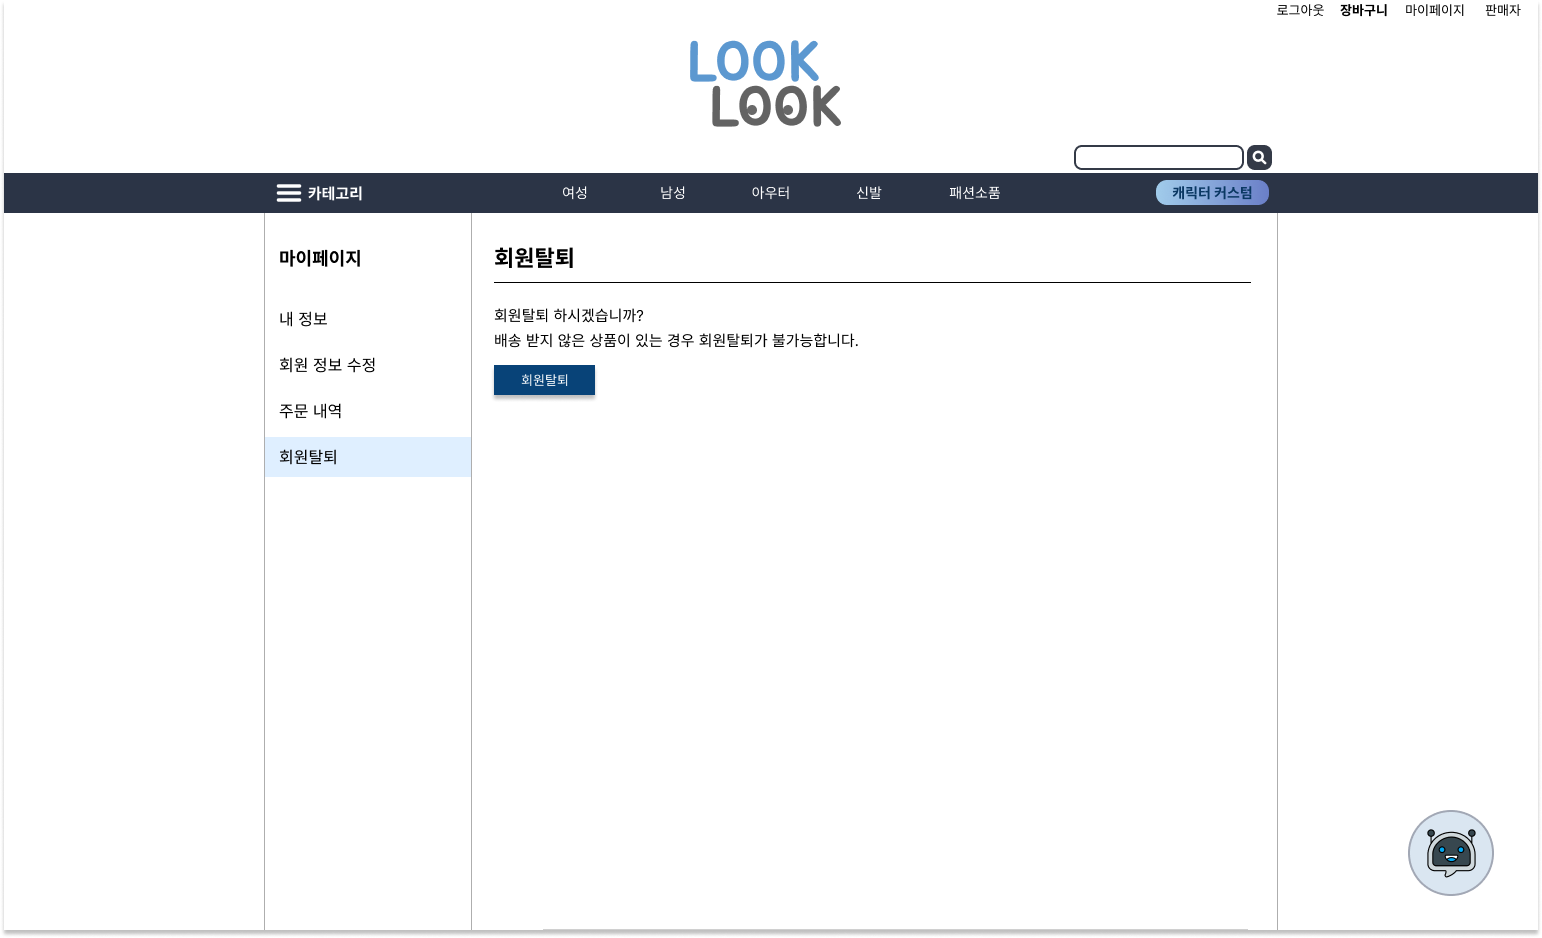 로그아웃 장바구니 마이페이지 판매자
LOOK
LOOK
카테고리 여성 남성 아우터 신발 패션소품 캐릭터 커스텀
마이페이지
내 정보
회원 정보 수정
주문 내역
회원탈퇴
회원탈퇴
회원탈퇴 하시겠습니까?
배송 받지 않은 상품이 있는 경우 회원탈퇴가 불가능합니다.
회원탈퇴